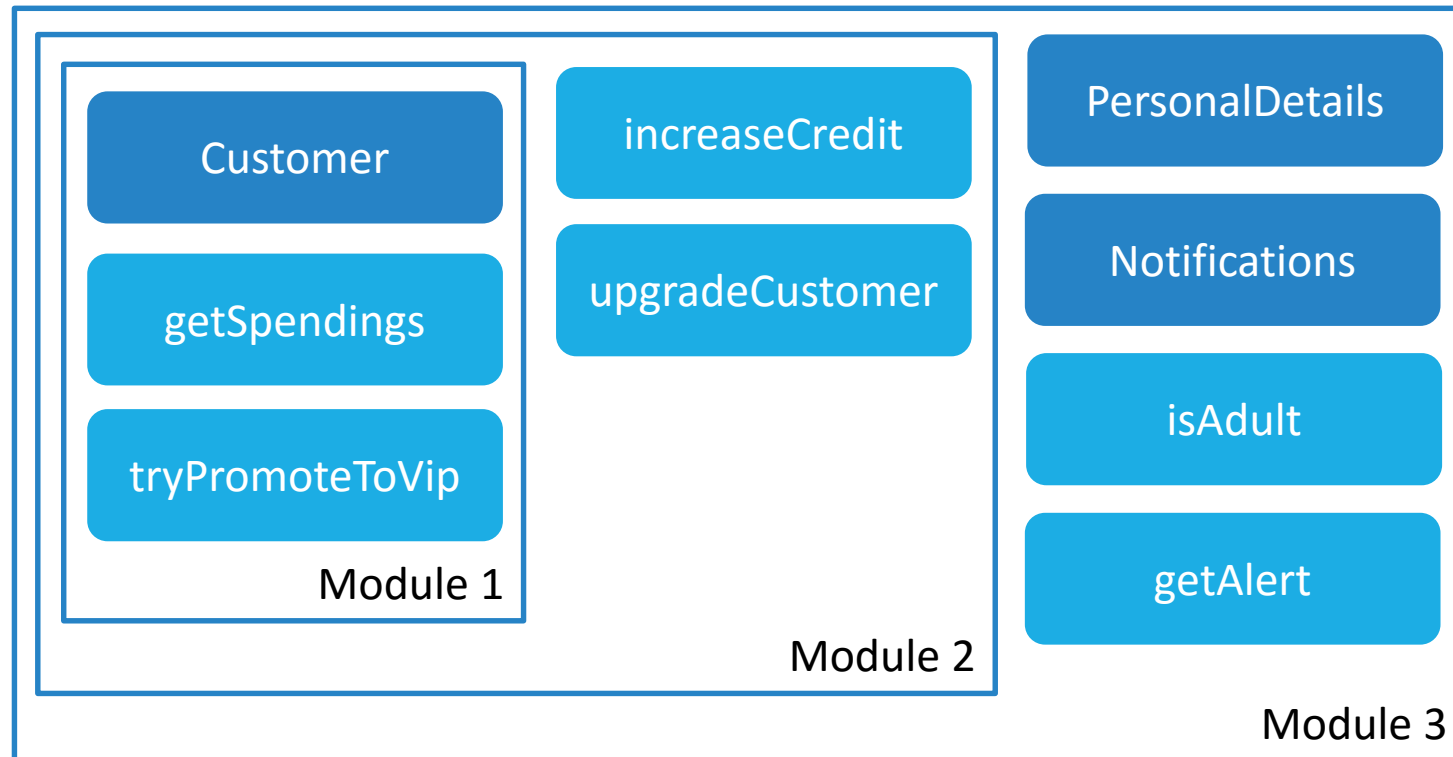 Customer
getSpendings
tryPromoteToVip
Module 1
increaseCredit
upgradeCustomer
Module 2
PersonalDetails
Notifications
isAdult
getAlert
Module 3